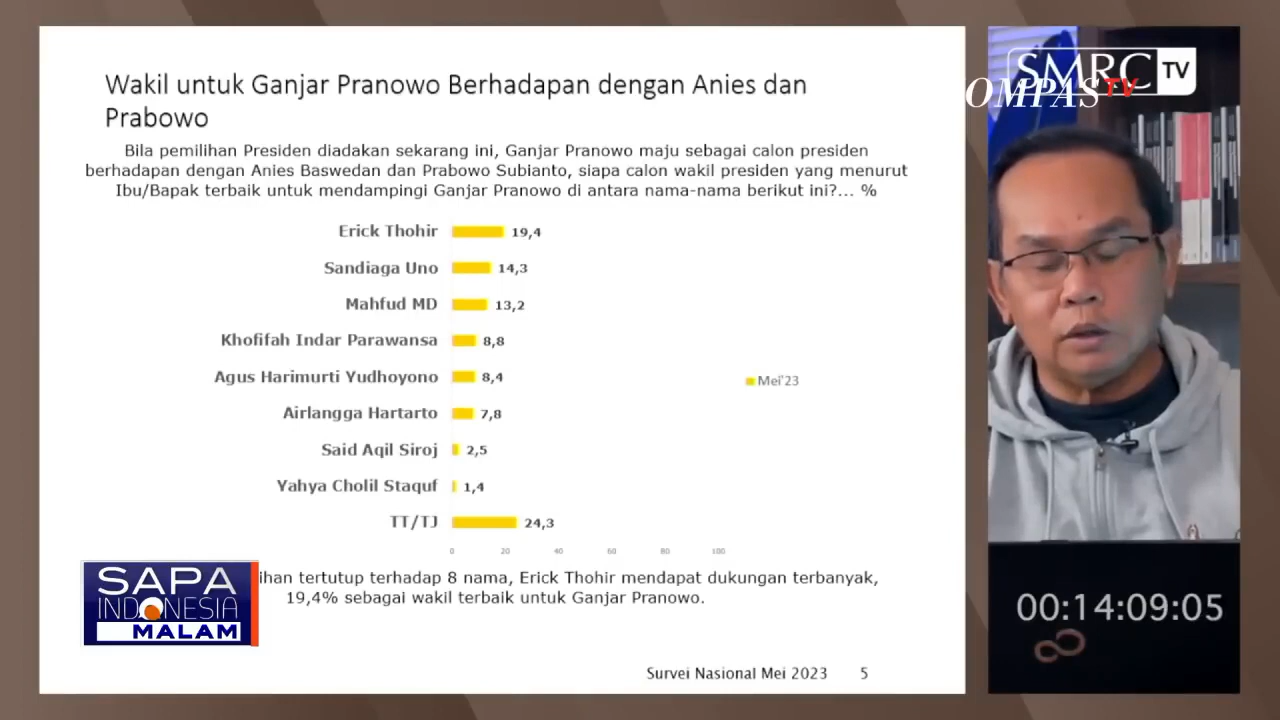 Wakil untuk Ganjar Pranowo Berhadapan dengan Anies dan
Prabowo
Bila pemilihan Presiden diadakan sekarang ini, Ganjar Pranowo maju sebagai calon presiden
berhadapan dengan Anies Baswedan dan Prabowo Subianto, siapa calon wakil presiden yang menurut
Ibu/Bapak terbaik untuk mendampingi Ganjar Pranowo di antara nama-nama berikut ini?... %
Erick Thohir 19,4
Sandiaga Uno 14,3
Mahfud MD 13,2
Khofifah Indar Parawansa 8,8
Agus Harimurti Yudhoyono 8,4
Airlangga Hartarto 7,8
Said Aqil Siroj 2,5
Yahya Cholil Staquf 1,4
TT/TJ 24,3
0 20 40 60 80 100
Mei'23
ihan tertutup terhadap 8 nama, Erick Thohir mendapat dukungan terbanyak,
19,4% sebagai wakil terbaik untuk Ganjar Pranowo.
Survei Nasional Mei 2023 5
SAPA
INDONESIA
MALAM
SMRC TV
OMPAS TV
00:14:09:05